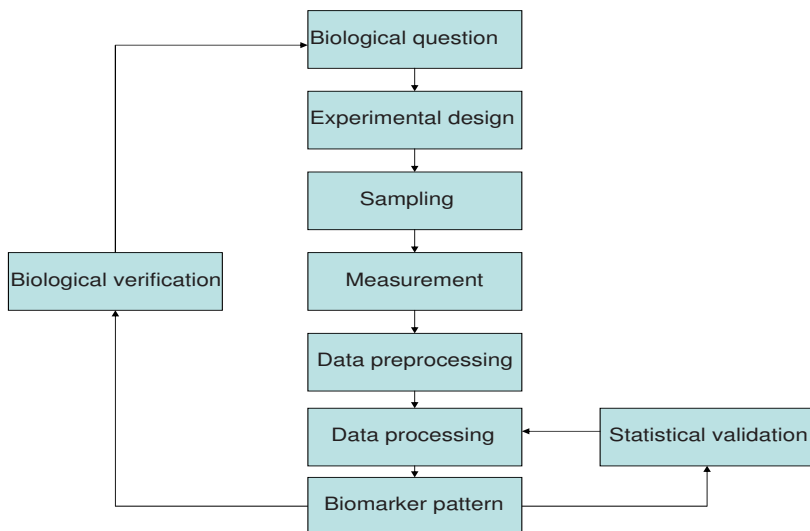 Biological question
Experimental design
Sampling
Biological verification
Measurement
Data preprocessing
Data processing
Statistical validation
Biomarker pattern